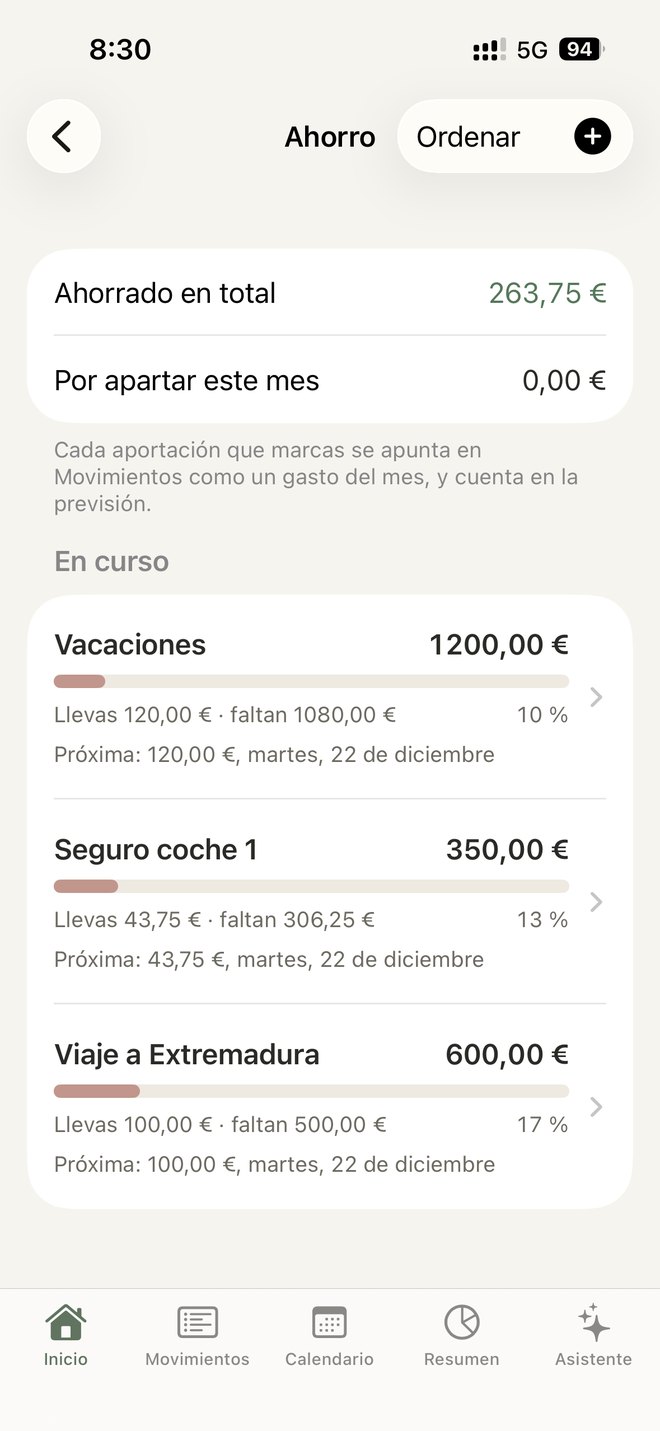 8:30
5G 94
Ahorro
Ordenar
Ahorrado en total 263,75 €
Por apartar este mes 0,00 €
Cada aportación que marcas se apunta en
Movimientos como un gasto del mes, y cuenta en la
previsión.
En curso
Vacaciones 1200,00 €
Llevas 120,00 € · faltan 1080,00 € 10 %
Próxima: 120,00 €, martes, 22 de diciembre
Seguro coche 1 350,00 €
Llevas 43,75 € · faltan 306,25 € 13 %
Próxima: 43,75 €, martes, 22 de diciembre
Viaje a Extremadura 600,00 €
Llevas 100,00 € · faltan 500,00 € 17 %
Próxima: 100,00 €, martes, 22 de diciembre
Inicio Movimientos Calendario Resumen Asistente